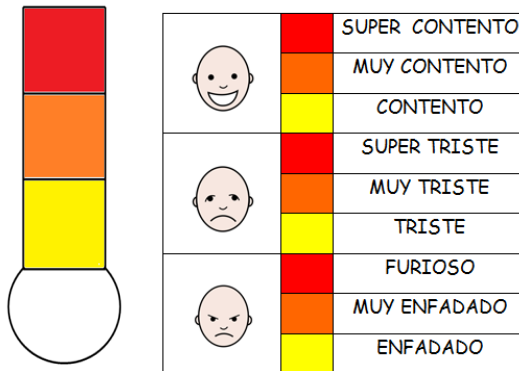 SUPER CONTENTO
MUY CONTENTO
CONTENTO
SUPER TRISTE
MUY TRISTE
TRISTE
FURIOSO
MUY ENFADADO
ENFADADO